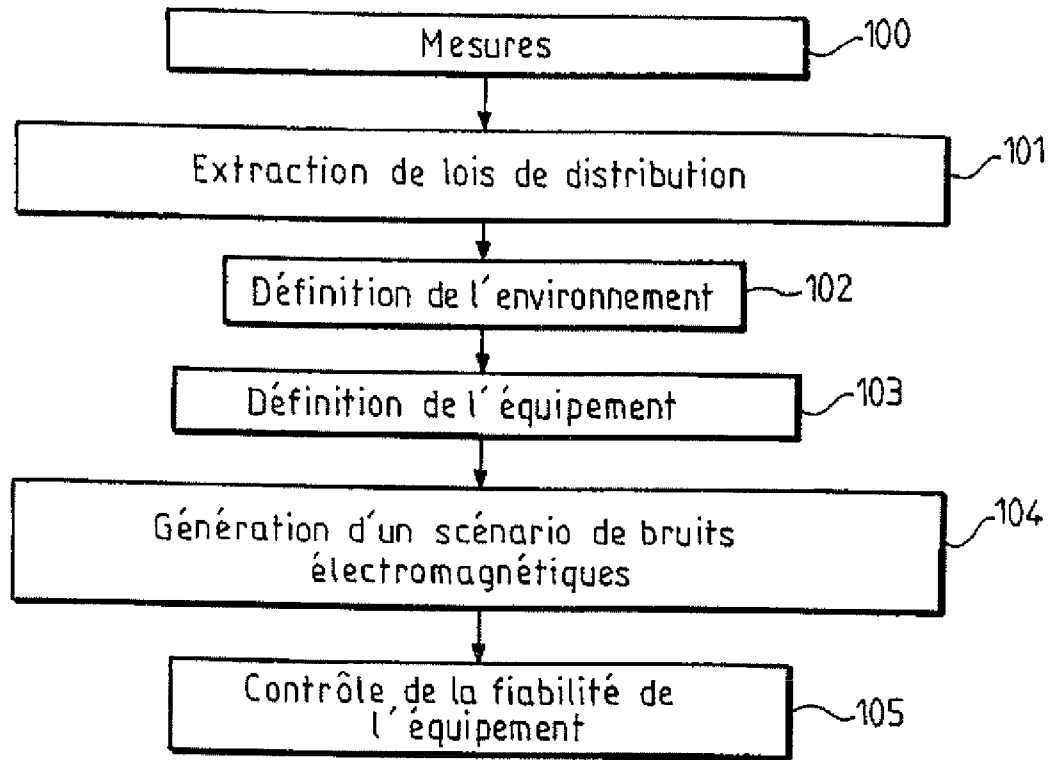 Mesures
100
Extraction de lois de distribution
101
Définition de l'environnement
102
Définition de l'équipement
103
Génération d'un scénario de bruits
électromagnétiques
104
Contrôle de la fiabilité de
l'équipement
105